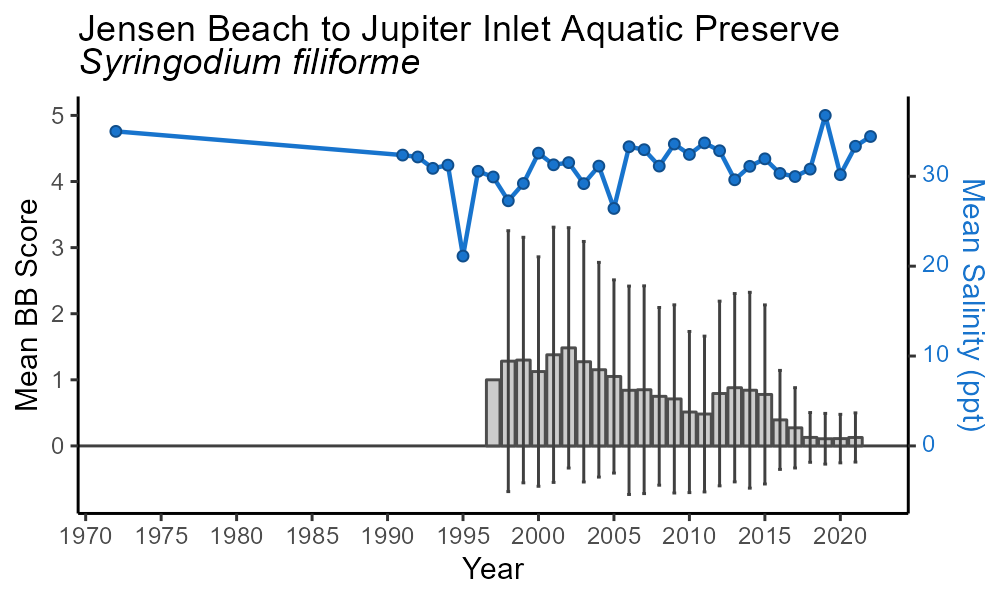 Jensen Beach to Jupiter Inlet Aquatic Preserve
Syringodium filiforme
5
4
3
2
1
0
Mean BB Score
30
20
10
0
Mean Salinity (ppt)
1970 1975 1980 1985 1990 1995 2000 2005 2010 2015 2020
Year